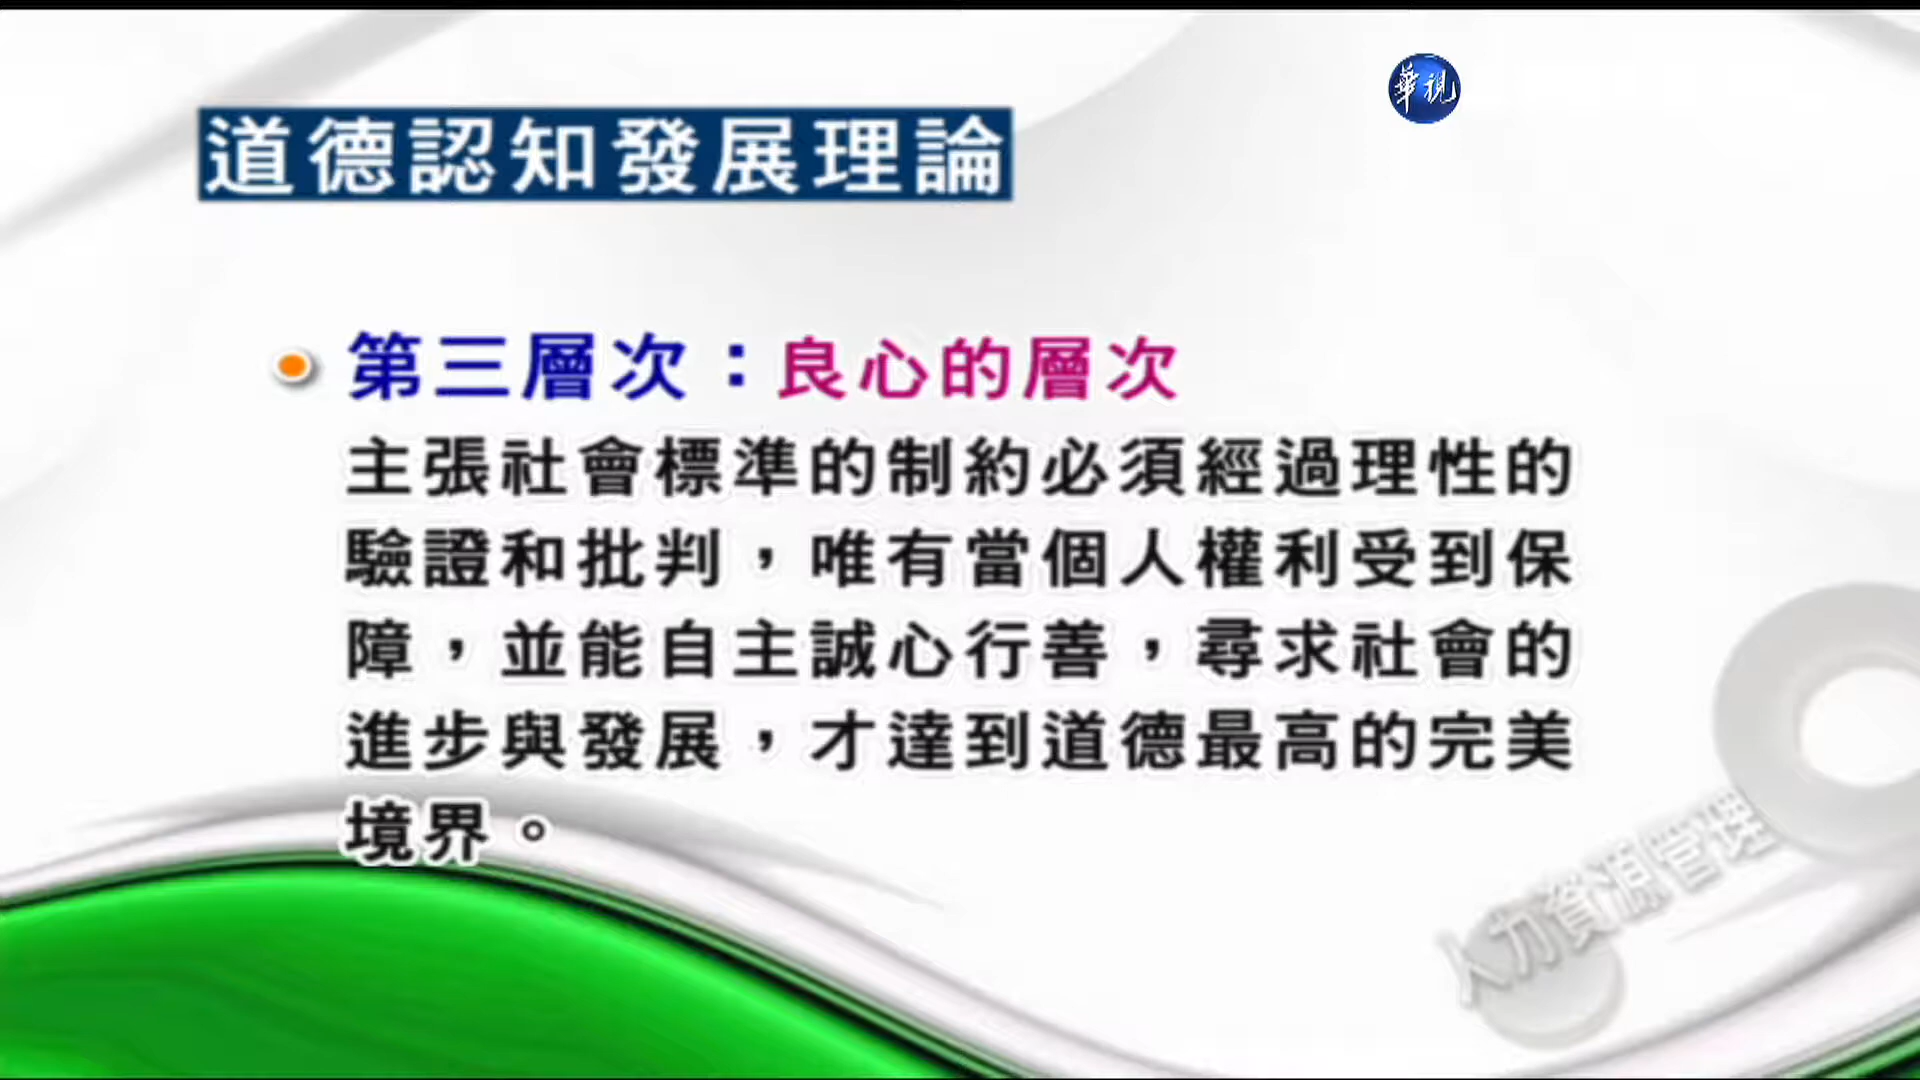 華視
道德認知發展理論
第三層次：良心的層次
主張社會標準的制約必須經過理性的
驗證和批判，唯有當個人權利受到保
障，並能自主誠心行善，尋求社會的
進步與發展，才達到道德最高的完美
境界。
人力資源管理